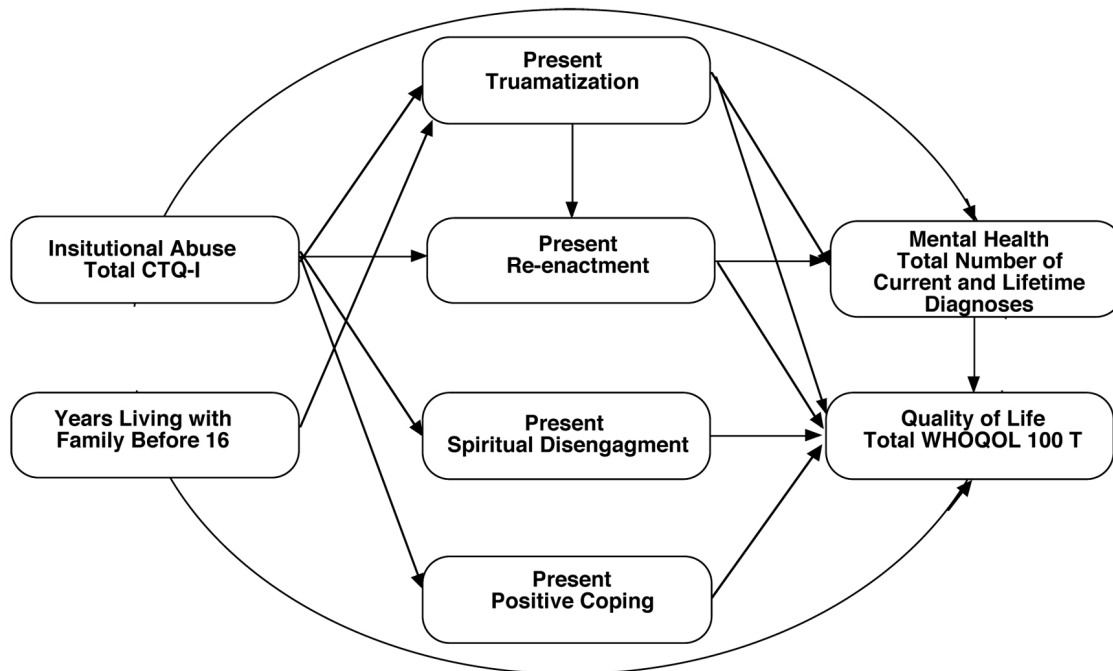 Present
Truamatization
Insitutional Abuse
Total CTQ-I
Present
Re-enactment
Mental Health
Total Number of
Current and Lifetime
Diagnoses
Years Living with
Family Before 16
Present
Spiritual Disengagment
Quality of Life
Total WHOQOL 100 T
Present
Positive Coping